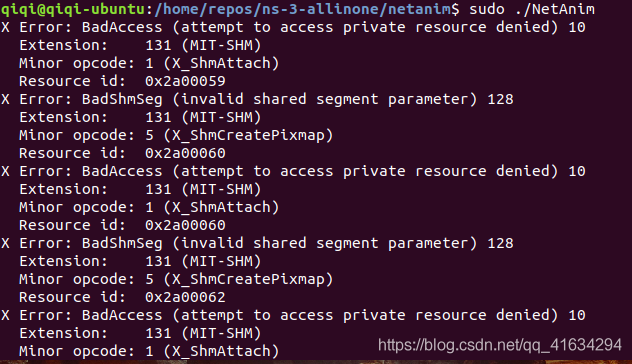 qiqi@qiqi-ubuntu:/home/repos/ns-3-allinone/netanim$ sudo ./NetAnim
X Error: BadAccess (attempt to access private resource denied) 10
  Extension:    131 (MIT-SHM)
  Minor opcode: 1 (X_ShmAttach)
  Resource id:  0x2a00059
X Error: BadShmSeg (invalid shared segment parameter) 128
  Extension:    131 (MIT-SHM)
  Minor opcode: 5 (X_ShmCreatePixmap)
  Resource id:  0x2a00060
X Error: BadAccess (attempt to access private resource denied) 10
  Extension:    131 (MIT-SHM)
  Minor opcode: 1 (X_ShmAttach)
  Resource id:  0x2a00060
X Error: BadShmSeg (invalid shared segment parameter) 128
  Extension:    131 (MIT-SHM)
  Minor opcode: 5 (X_ShmCreatePixmap)
  Resource id:  0x2a00062
X Error: BadAccess (attempt to access private resource denied) 10
  Extension:    131 (MIT-SHM)
  Minor opcode: 1 (X_ShmAttach)
https://blog.csdn.net/qq_41634294